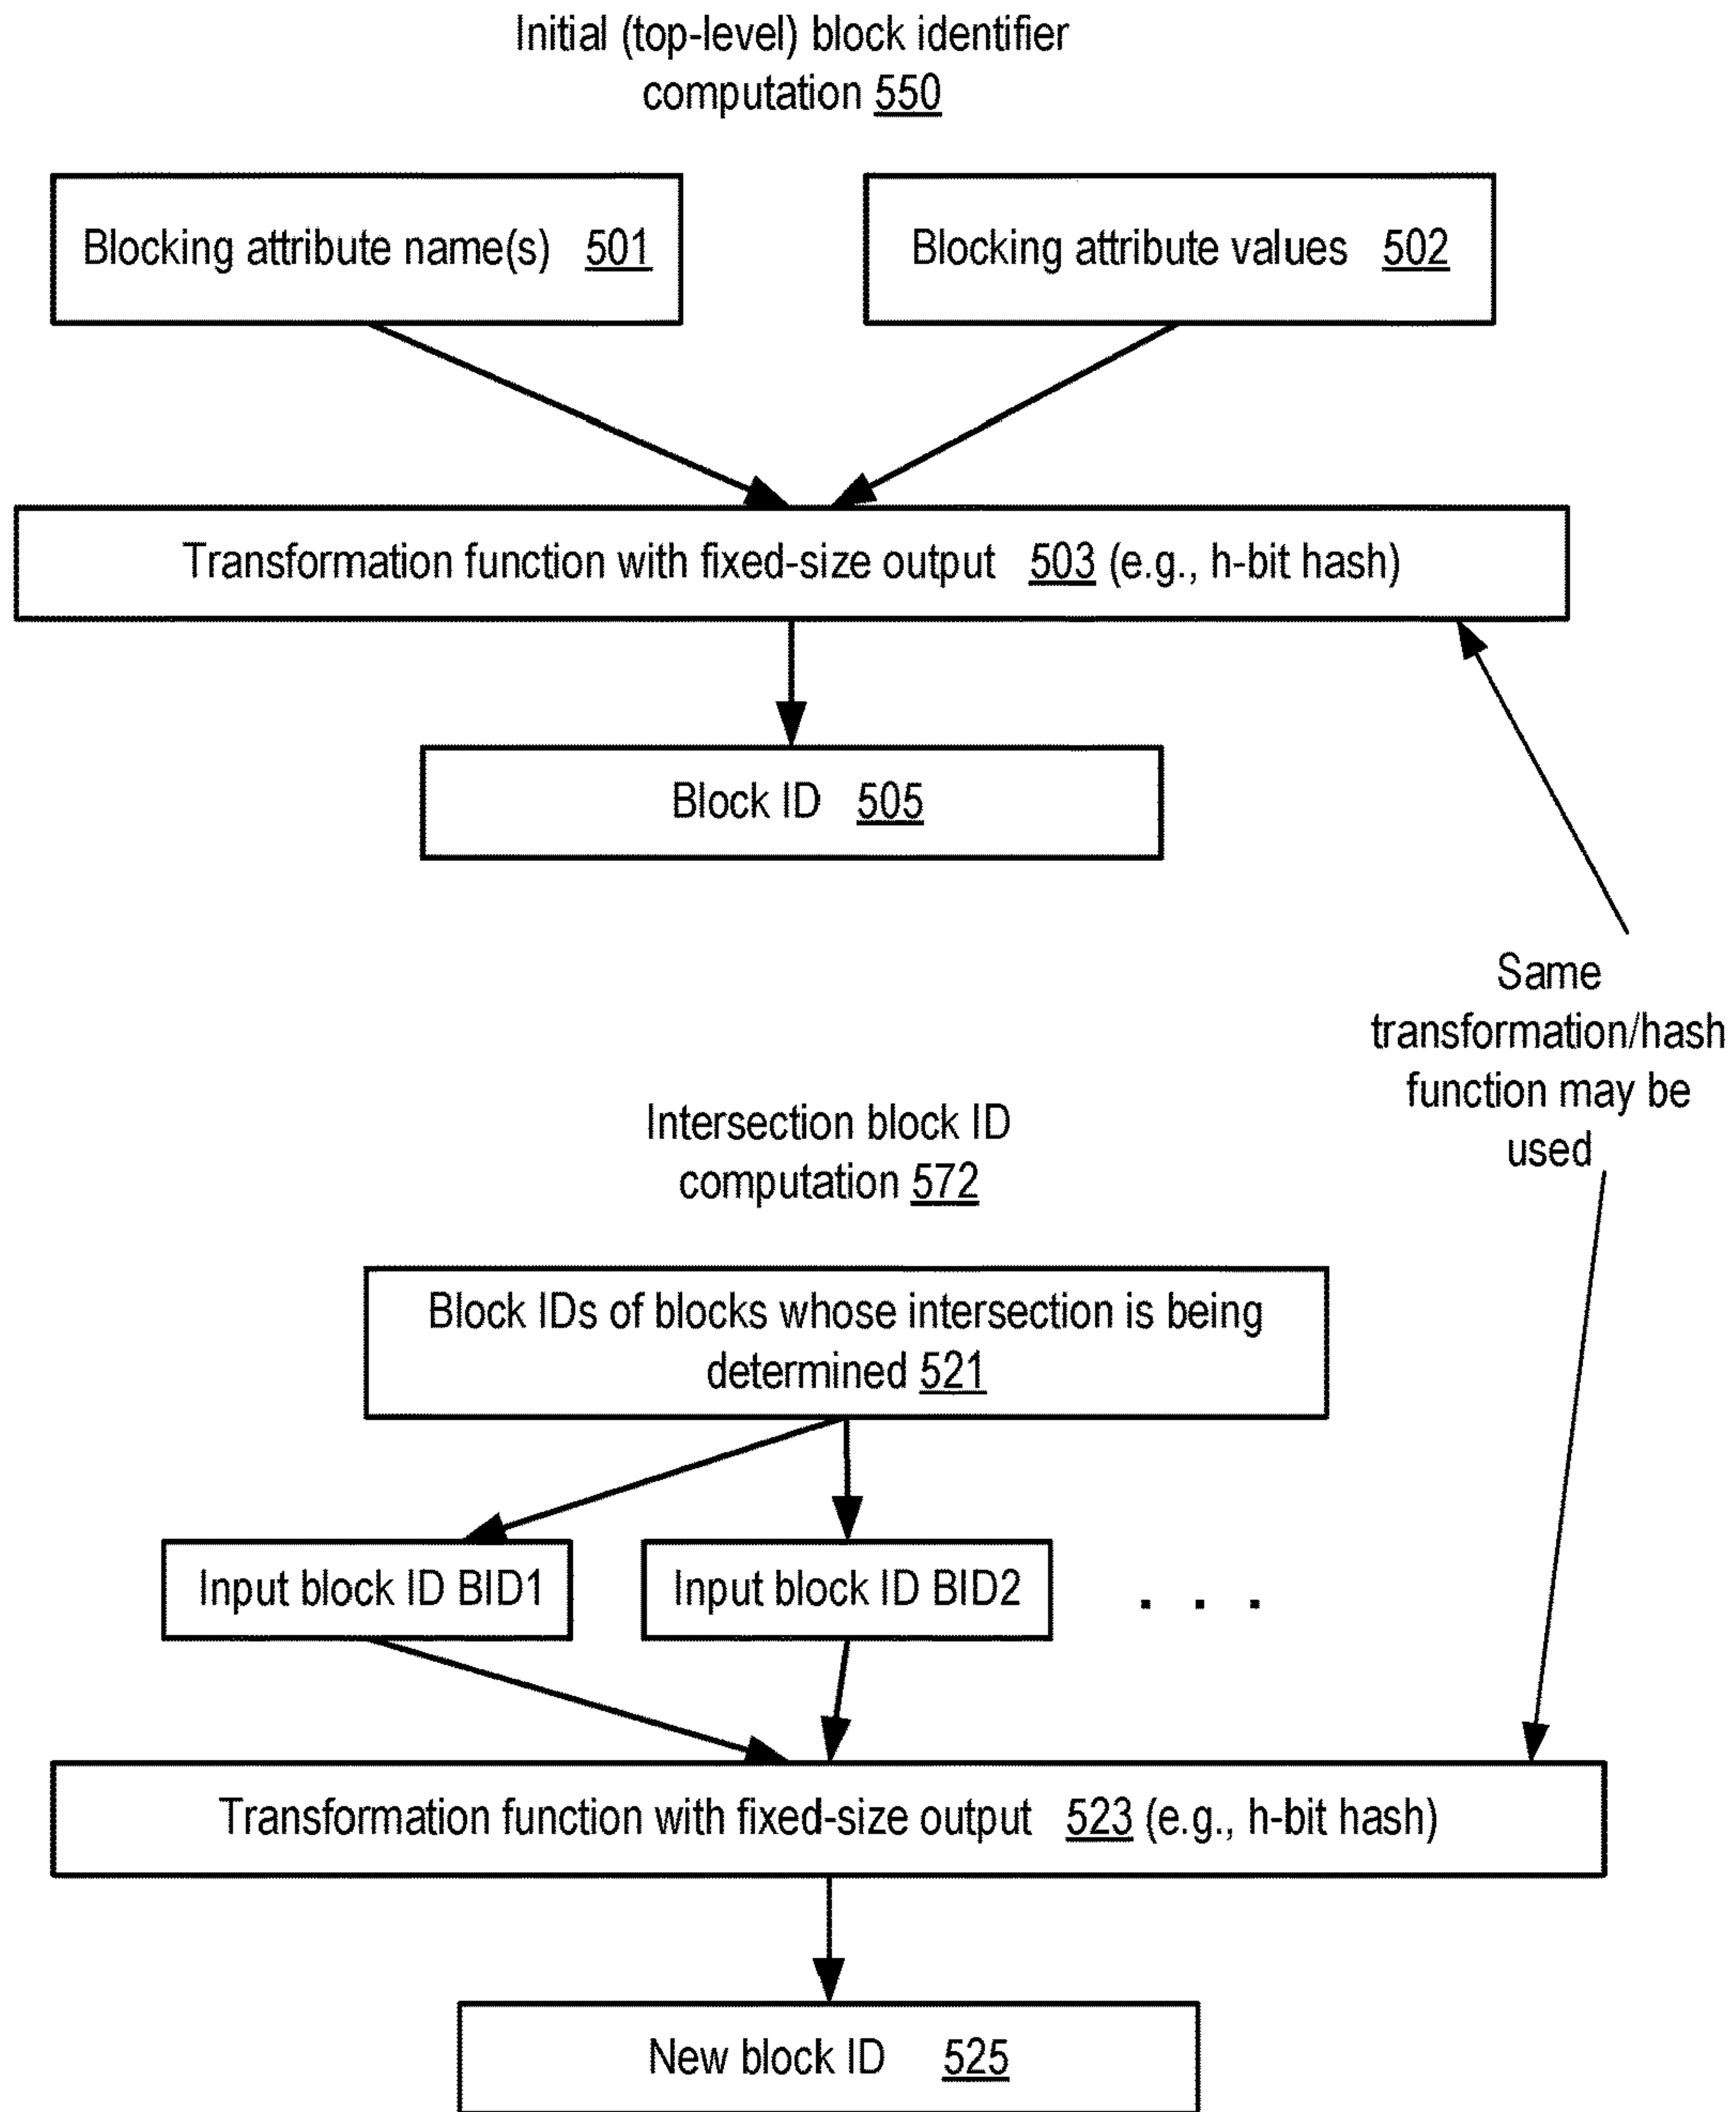 Initial (top-level) block identifier
computation 550
Blocking attribute name(s) 501
Blocking attribute values 502
Transformation function with fixed-size output 503 (e.g., h-bit hash)
Block ID 505
Same
transformation/hash
function may be
used
Intersection block ID
computation 572
Block IDs of blocks whose intersection is being
determined 521
Input block ID BID1
Input block ID BID2
. . .
Transformation function with fixed-size output 523 (e.g., h-bit hash)
New block ID 525